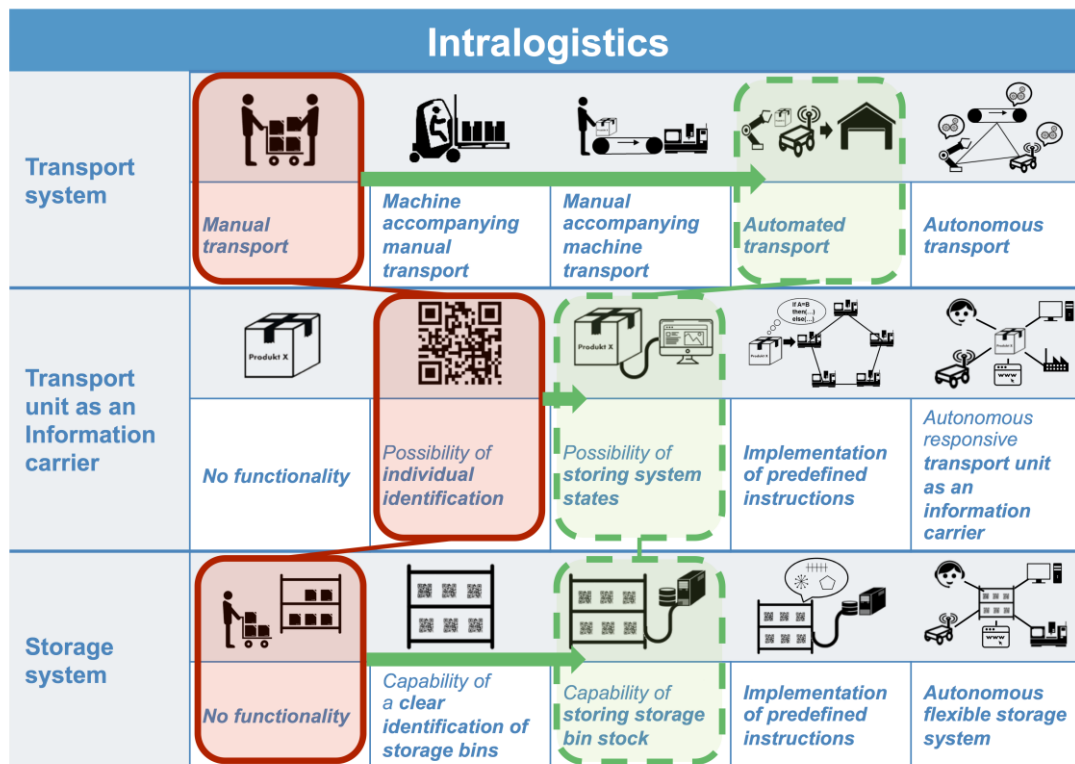 Intralogistics
Transport
system
Manual
transport
Machine
accompanying
manual
transport
Manual
accompanying
machine
transport
Automated
transport
Autonomous
transport
Transport
unit as an
Information
carrier
Produkt X
No functionality
Possibility of
individual
identification
Produkt X
Possibility of
storing system
states
If A=B
then(...)
else(...)
Produkt X
Implementation
of predefined
instructions
Produkt X
www
Autonomous
responsive
transport unit
as an
information
carrier
Storage
system
No functionality
Capability of
a clear
identification of
storage bins
Capability of
storing storage
bin stock
Implementation
of predefined
instructions
www
Autonomous
flexible storage
system